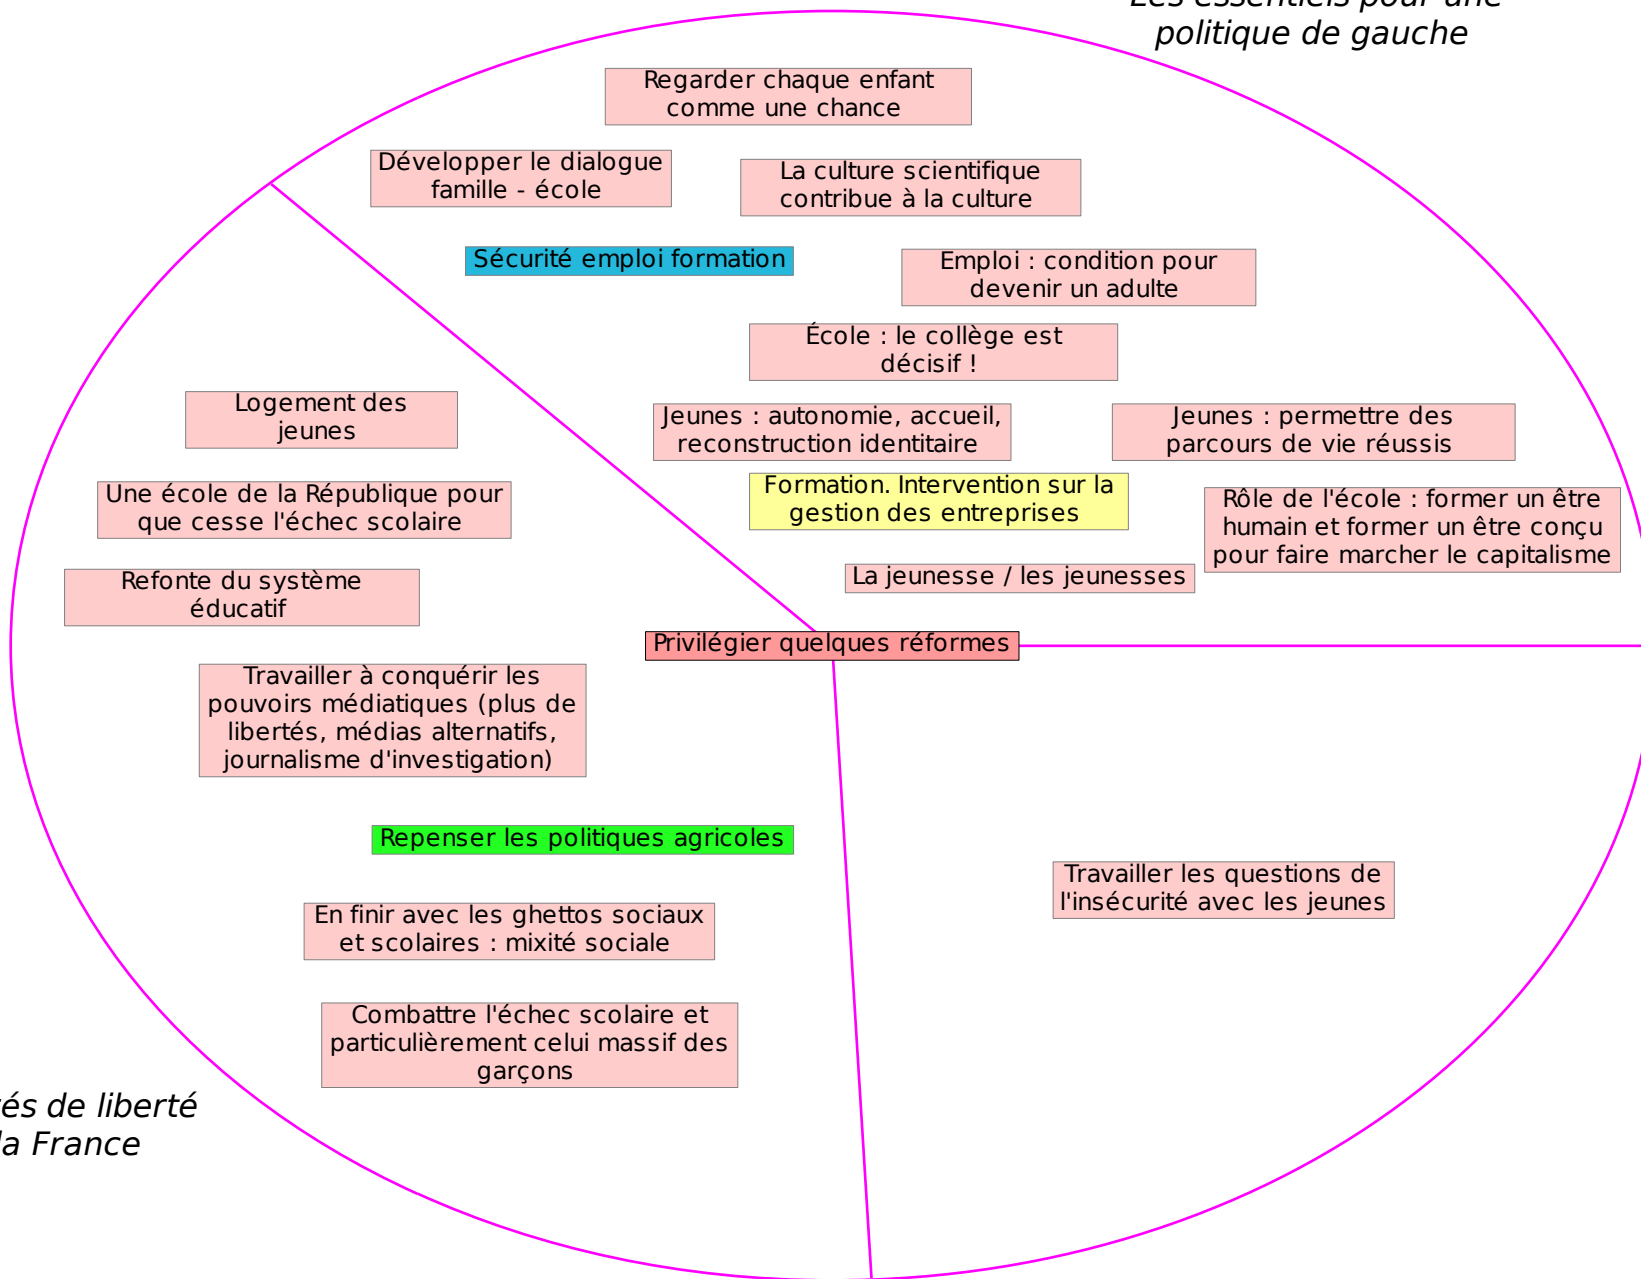 Les essentiels pour une
politique de gauche
Regarder chaque enfant
comme une chance
Développer le dialogue
famille - école
La culture scientifique
contribue à la culture
Sécurité emploi formation
Emploi : condition pour
devenir un adulte
École : le collège est
décisif !
Logement des
jeunes
Jeunes : autonomie, accueil,
reconstruction identitaire
Jeunes : permettre des
parcours de vie réussis
Une école de la République pour
que cesse l'échec scolaire
Formation. Intervention sur la
gestion des entreprises
Rôle de l'école : former un être
humain et former un être conçu
pour faire marcher le capitalisme
Refonte du système
éducatif
La jeunesse / les jeunesses
Privilégier quelques réformes
Travailler à conquérir les
pouvoirs médiatiques (plus de
libertés, médias alternatifs,
journalisme d'investigation)
Repenser les politiques agricoles
Travailler les questions de
l'insécurité avec les jeunes
En finir avec les ghettos sociaux
et scolaires : mixité sociale
Combattre l'échec scolaire et
particulièrement celui massif des
garçons
de liberté
la France